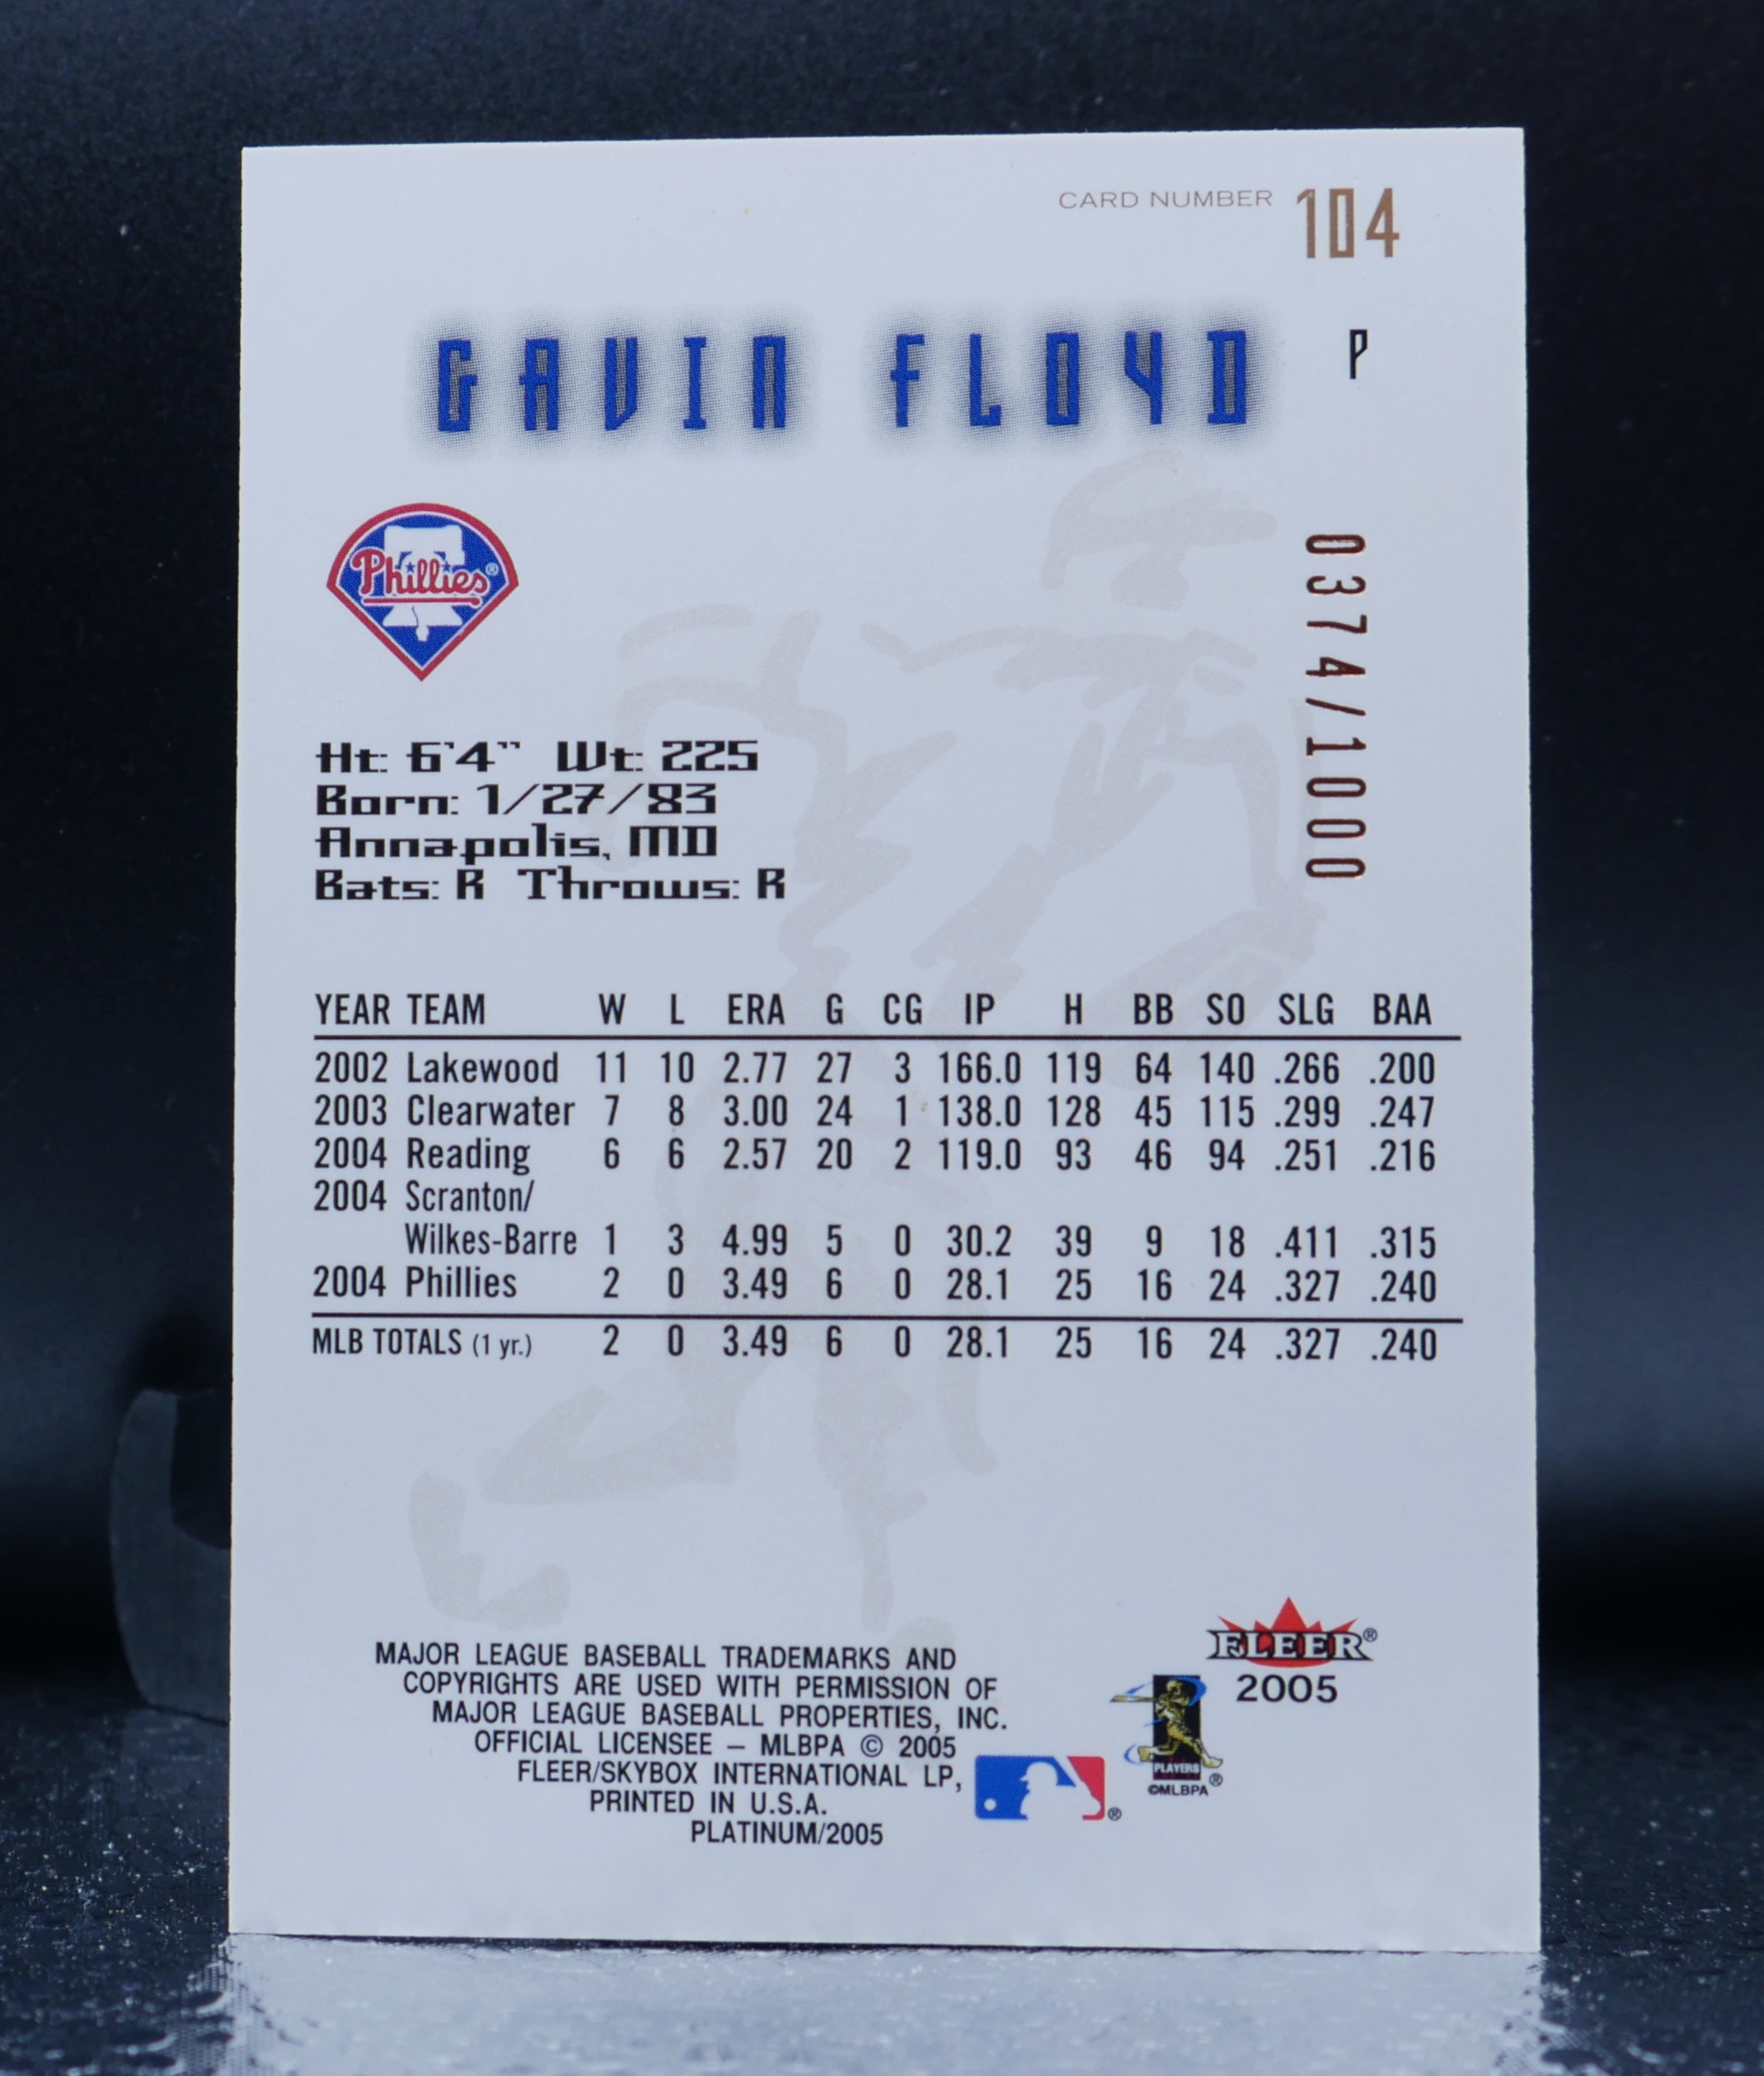 CARD NUMBER 104
GAVIN FLOYD P
Phillies®
0374/1000
Ht: 6'4" Wt: 225
Born: 1/27/83
Annapolis, MD
Bats: R Throws: R
YEAR TEAM W L ERA G CG IP H BB SO SLG BAA
2002 Lakewood 11 10 2.77 27 3 166.0 119 64 140 .266 .200
2003 Clearwater 7 8 3.00 24 1 138.0 128 45 115 .299 .247
2004 Reading 6 6 2.57 20 2 119.0 93 46 94 .251 .216
2004 Scranton/
Wilkes-Barre 1 3 4.99 5 0 30.2 39 9 18 .411 .315
2004 Phillies 2 0 3.49 6 0 28.1 25 16 24 .327 .240
MLB TOTALS (1 yr.) 2 0 3.49 6 0 28.1 25 16 24 .327 .240
MAJOR LEAGUE BASEBALL TRADEMARKS AND
COPYRIGHTS ARE USED WITH PERMISSION OF
MAJOR LEAGUE BASEBALL PROPERTIES, INC.
OFFICIAL LICENSEE – MLBPA © 2005
FLEER/SKYBOX INTERNATIONAL LP,
PRINTED IN U.S.A.
PLATINUM/2005
FLEER®
2005
PLAYERS
©MLBPA®
®